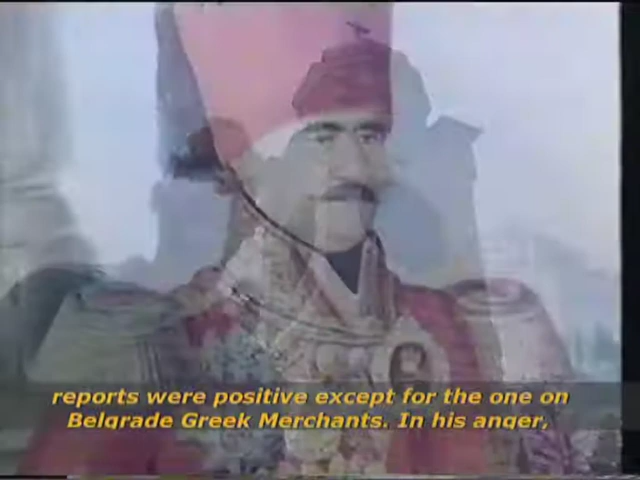 reports were positive except for the one on
Belgrade Greek Merchants. In his anger,